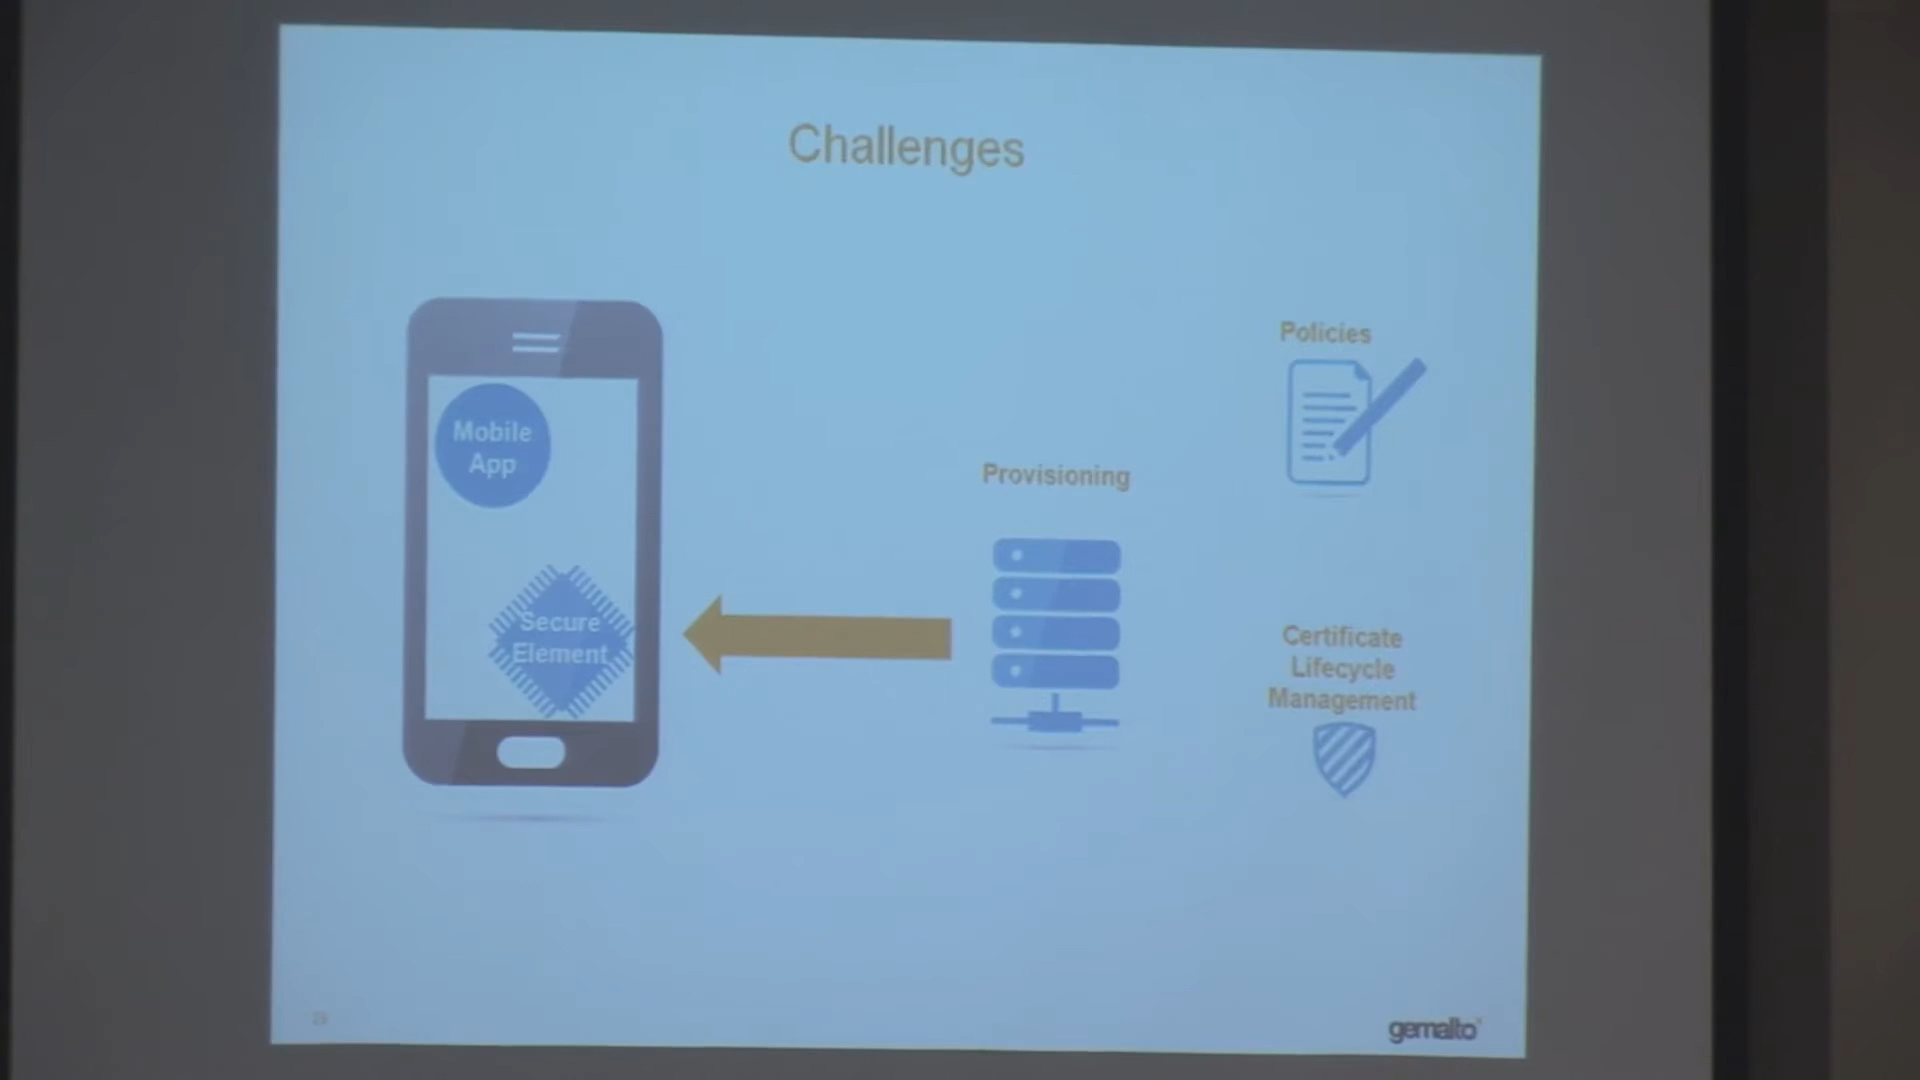 Challenges
Mobile
App
Secure
Element
Provisioning
Policies
Certificate
Lifecycle
Management
gemalto